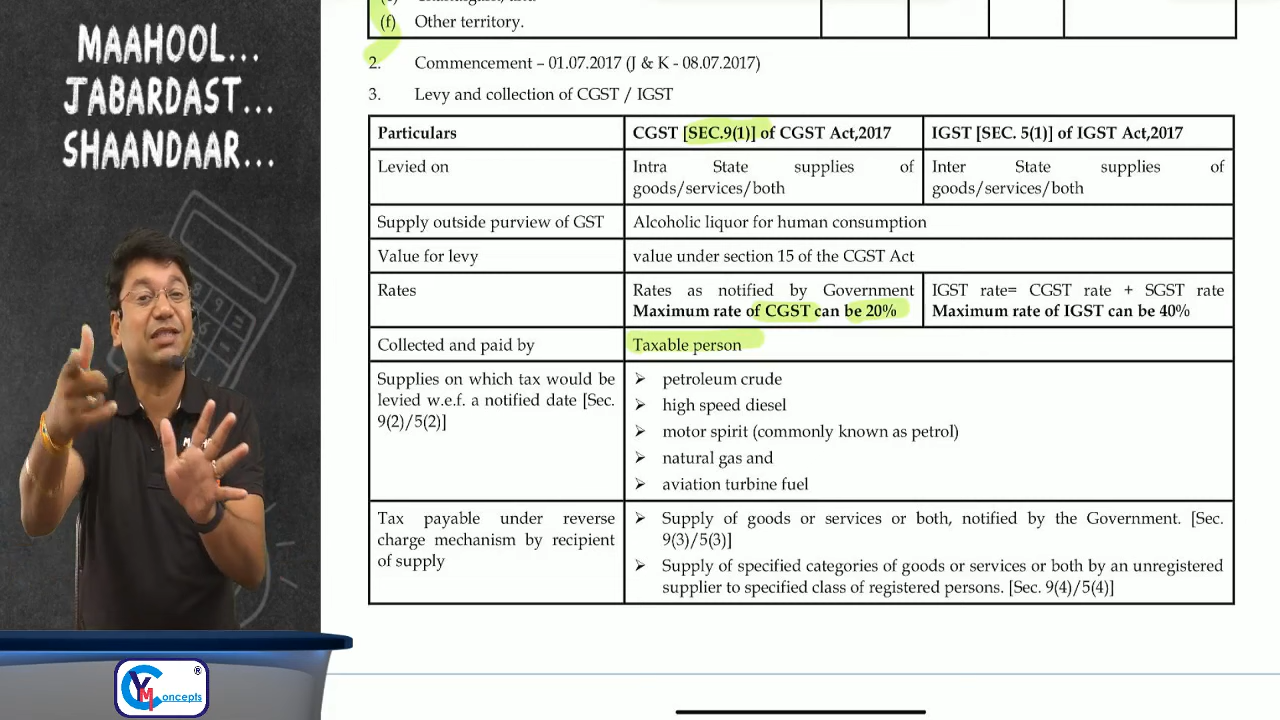 MAAHOOL...
JABARDAST...
SHAANDAAR...
(f) Other territory.
2. Commencement – 01.07.2017 (J & K - 08.07.2017)
3. Levy and collection of CGST / IGST
Particulars CGST [SEC.9(1)] of CGST Act,2017 IGST [SEC. 5(1)] of IGST Act,2017
Levied on Intra State supplies of Inter State supplies of
goods/services/both goods/services/both
Supply outside purview of GST Alcoholic liquor for human consumption
Value for levy value under section 15 of the CGST Act
Rates Rates as notified by Government IGST rate= CGST rate + SGST rate
Maximum rate of CGST can be 20% Maximum rate of IGST can be 40%
Collected and paid by Taxable person
Supplies on which tax would be ➢ petroleum crude
levied w.e.f. a notified date [Sec. ➢ high speed diesel
9(2)/5(2)] ➢ motor spirit (commonly known as petrol)
➢ natural gas and
➢ aviation turbine fuel
Tax payable under reverse ➢ Supply of goods or services or both, notified by the Government. [Sec.
charge mechanism by recipient 9(3)/5(3)]
of supply ➢ Supply of specified categories of goods or services or both by an unregistered
supplier to specified class of registered persons. [Sec. 9(4)/5(4)]
CYM oncepts ®